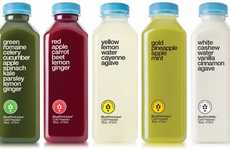 green
romaine
celery
cucumber
apple
spinach
kale
parsley
lemon
ginger
red
apple
carrot
beet
lemon
ginger
yellow
lemon
water
cayenne
agave
gold
pineapple
apple
mint
white
cashew
water
vanilla
cinnamon
agave